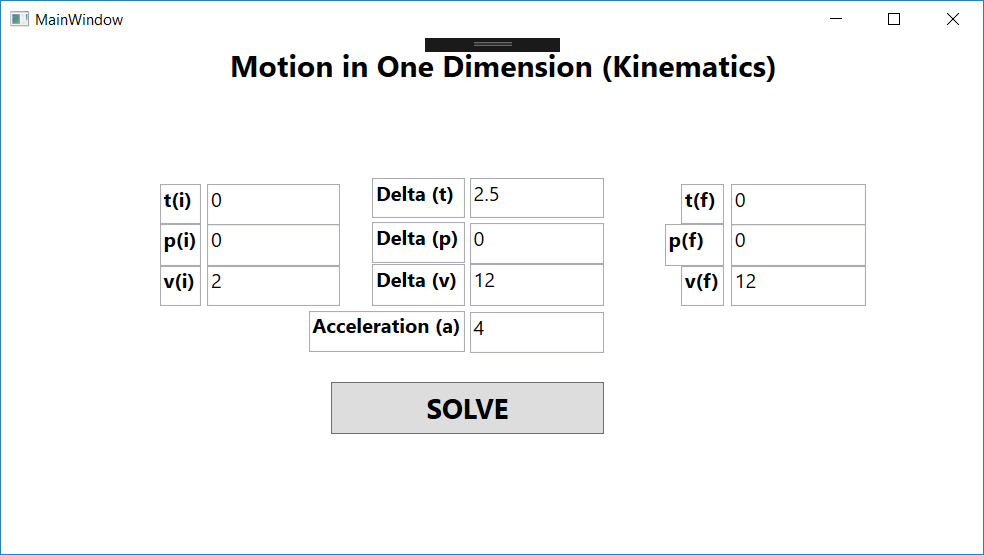 MainWindow
Motion in One Dimension (Kinematics)
t(i) 0 Delta (t) 2.5 t(f) 0
p(i) 0 Delta (p) 0 p(f) 0
v(i) 2 Delta (v) 12 v(f) 12
Acceleration (a) 4
SOLVE